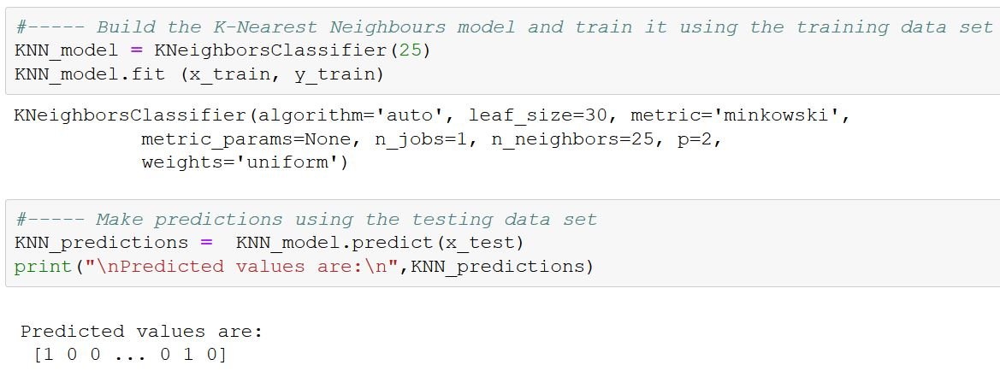 #----- Build the K-Nearest Neighbours model and train it using the training data set
KNN_model = KNeighborsClassifier(25)
KNN_model.fit (x_train, y_train)
KNeighborsClassifier(algorithm='auto', leaf_size=30, metric='minkowski',
metric_params=None, n_jobs=1, n_neighbors=25, p=2,
weights='uniform')
#----- Make predictions using the testing data set
KNN_predictions =  KNN_model.predict(x_test)
print("\nPredicted values are:\n",KNN_predictions)
Predicted values are:
[1 0 0 ... 0 1 0]